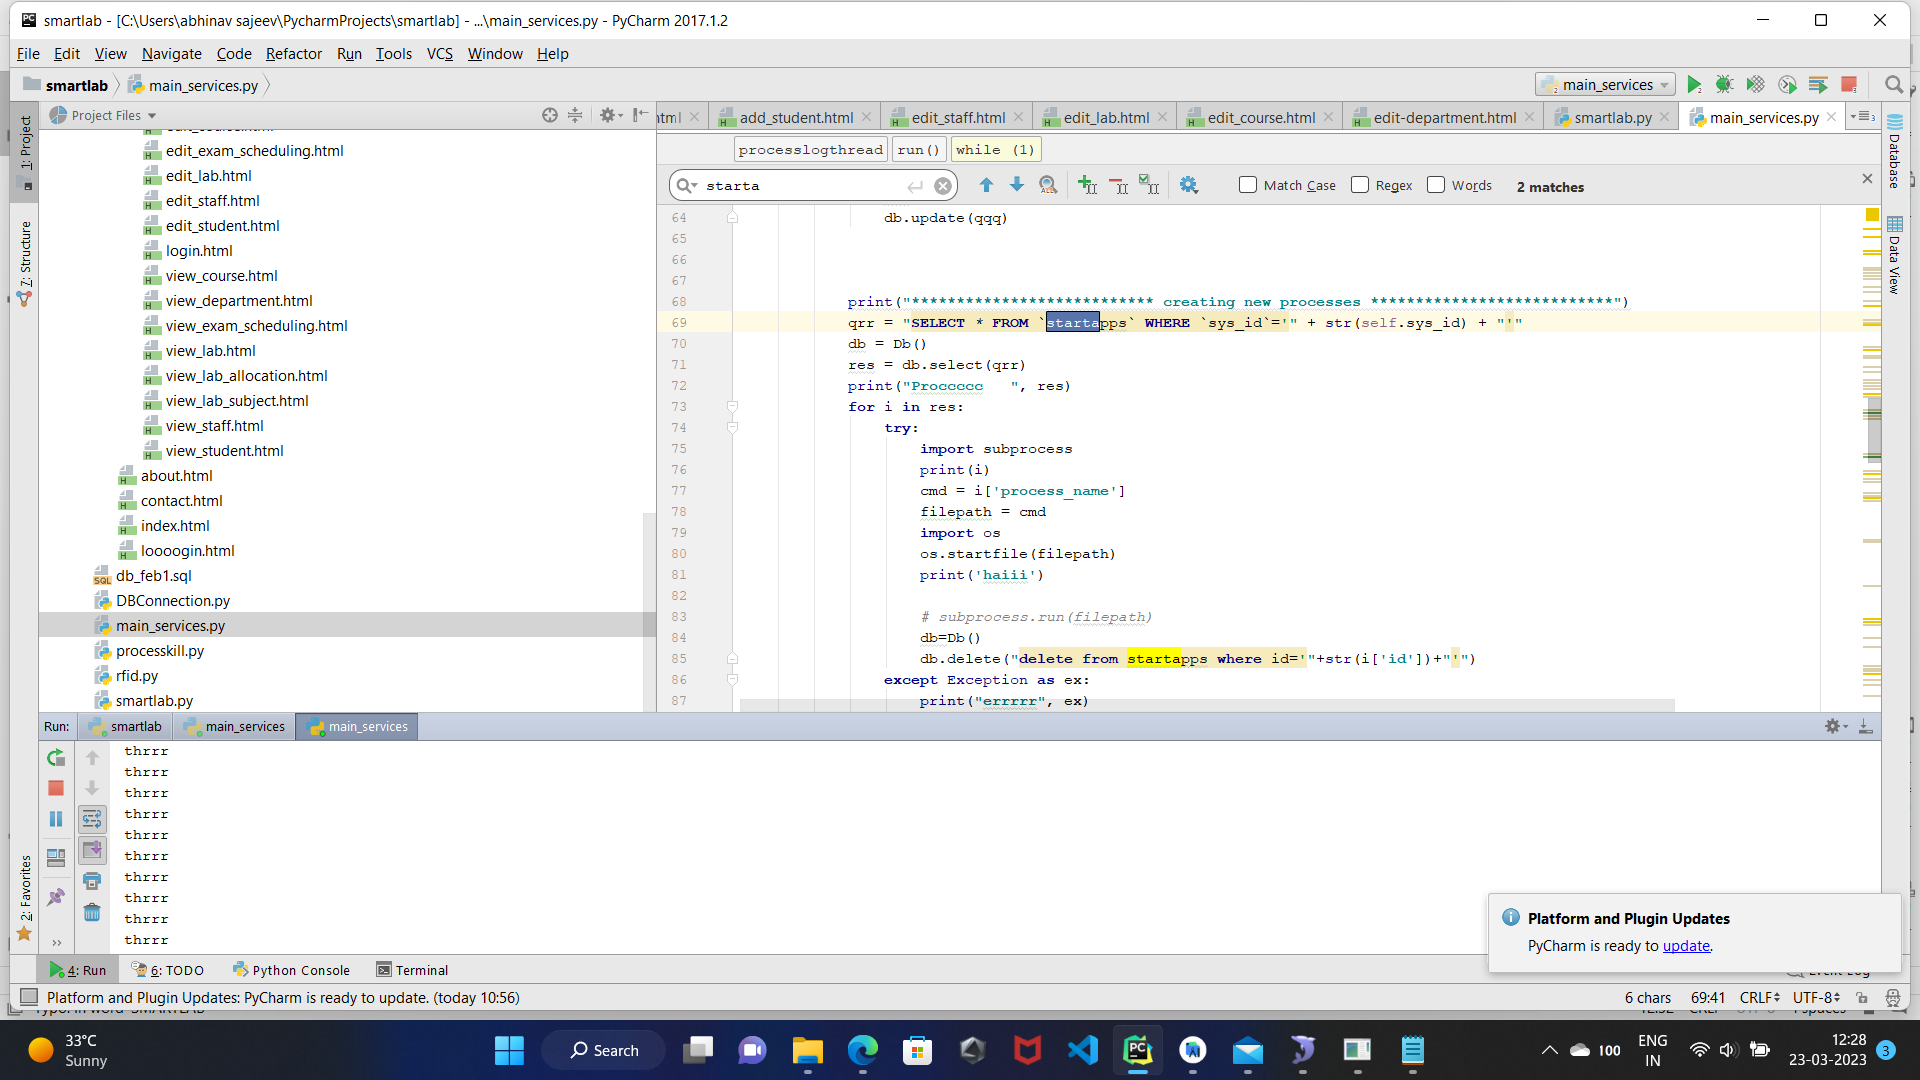 smartlab - [C:\Users\abhinav sajeev\PycharmProjects\smartlab] - ...\main_services.py - PyCharm 2017.1.2
File Edit View Navigate Code Refactor Run Tools VCS Window Help
smartlab main_services.py
main_services
1: Project
7: Structure
2: Favorites
Project Files
edit_exam_scheduling.html
edit_lab.html
edit_staff.html
edit_student.html
login.html
view_course.html
view_department.html
view_exam_scheduling.html
view_lab.html
view_lab_allocation.html
view_lab_subject.html
view_staff.html
view_student.html
about.html
contact.html
index.html
loooogin.html
db_feb1.sql
DBConnection.py
main_services.py
processkill.py
rfid.py
smartlab.py
add_student.html edit_staff.html edit_lab.html edit_course.html edit-department.html smartlab.py main_services.py
processlogthread run() while (1)
starta
Match Case Regex Words 2 matches
64 db.update(qqq)
65
66
67
68 print("*************************** creating new processes ***************************")
69 qrr = "SELECT * FROM `startapps` WHERE `sys_id`='" + str(self.sys_id) + "'"
70 db = Db()
71 res = db.select(qrr)
72 print("Proccccc   ", res)
73 for i in res:
74 try:
75 import subprocess
76 print(i)
77 cmd = i['process_name']
78 filepath = cmd
79 import os
80 os.startfile(filepath)
81 print('haiii')
82
83 # subprocess.run(filepath)
84 db=Db()
85 db.delete("delete from startapps where id='"+str(i['id'])+"'")
86 except Exception as ex:
87 print("errrrr", ex)
Database
Data View
Run: smartlab main_services main_services
thrrr
thrrr
thrrr
thrrr
thrrr
thrrr
thrrr
thrrr
thrrr
thrrr
Platform and Plugin Updates
PyCharm is ready to update.
4: Run 6: TODO Python Console Terminal
Platform and Plugin Updates: PyCharm is ready to update. (today 10:56)
6 chars 69:41 CRLF UTF-8
33°C
Sunny
Search
100
ENG
IN
12:28
23-03-2023
3